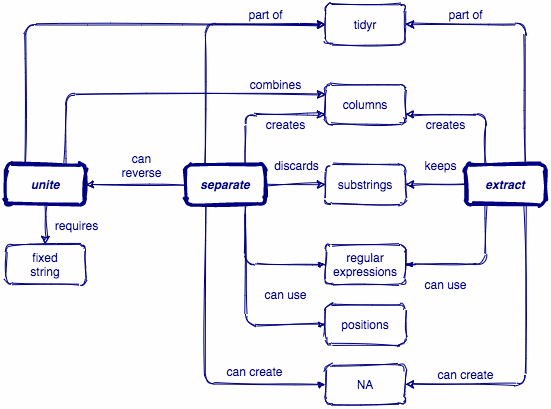 part of
tidyr
part of
combines
columns
creates
creates
can
reverse
discards
keeps
unite
separate
substrings
extract
requires
fixed
string
regular
expressions
can use
can use
positions
can create
NA
can create